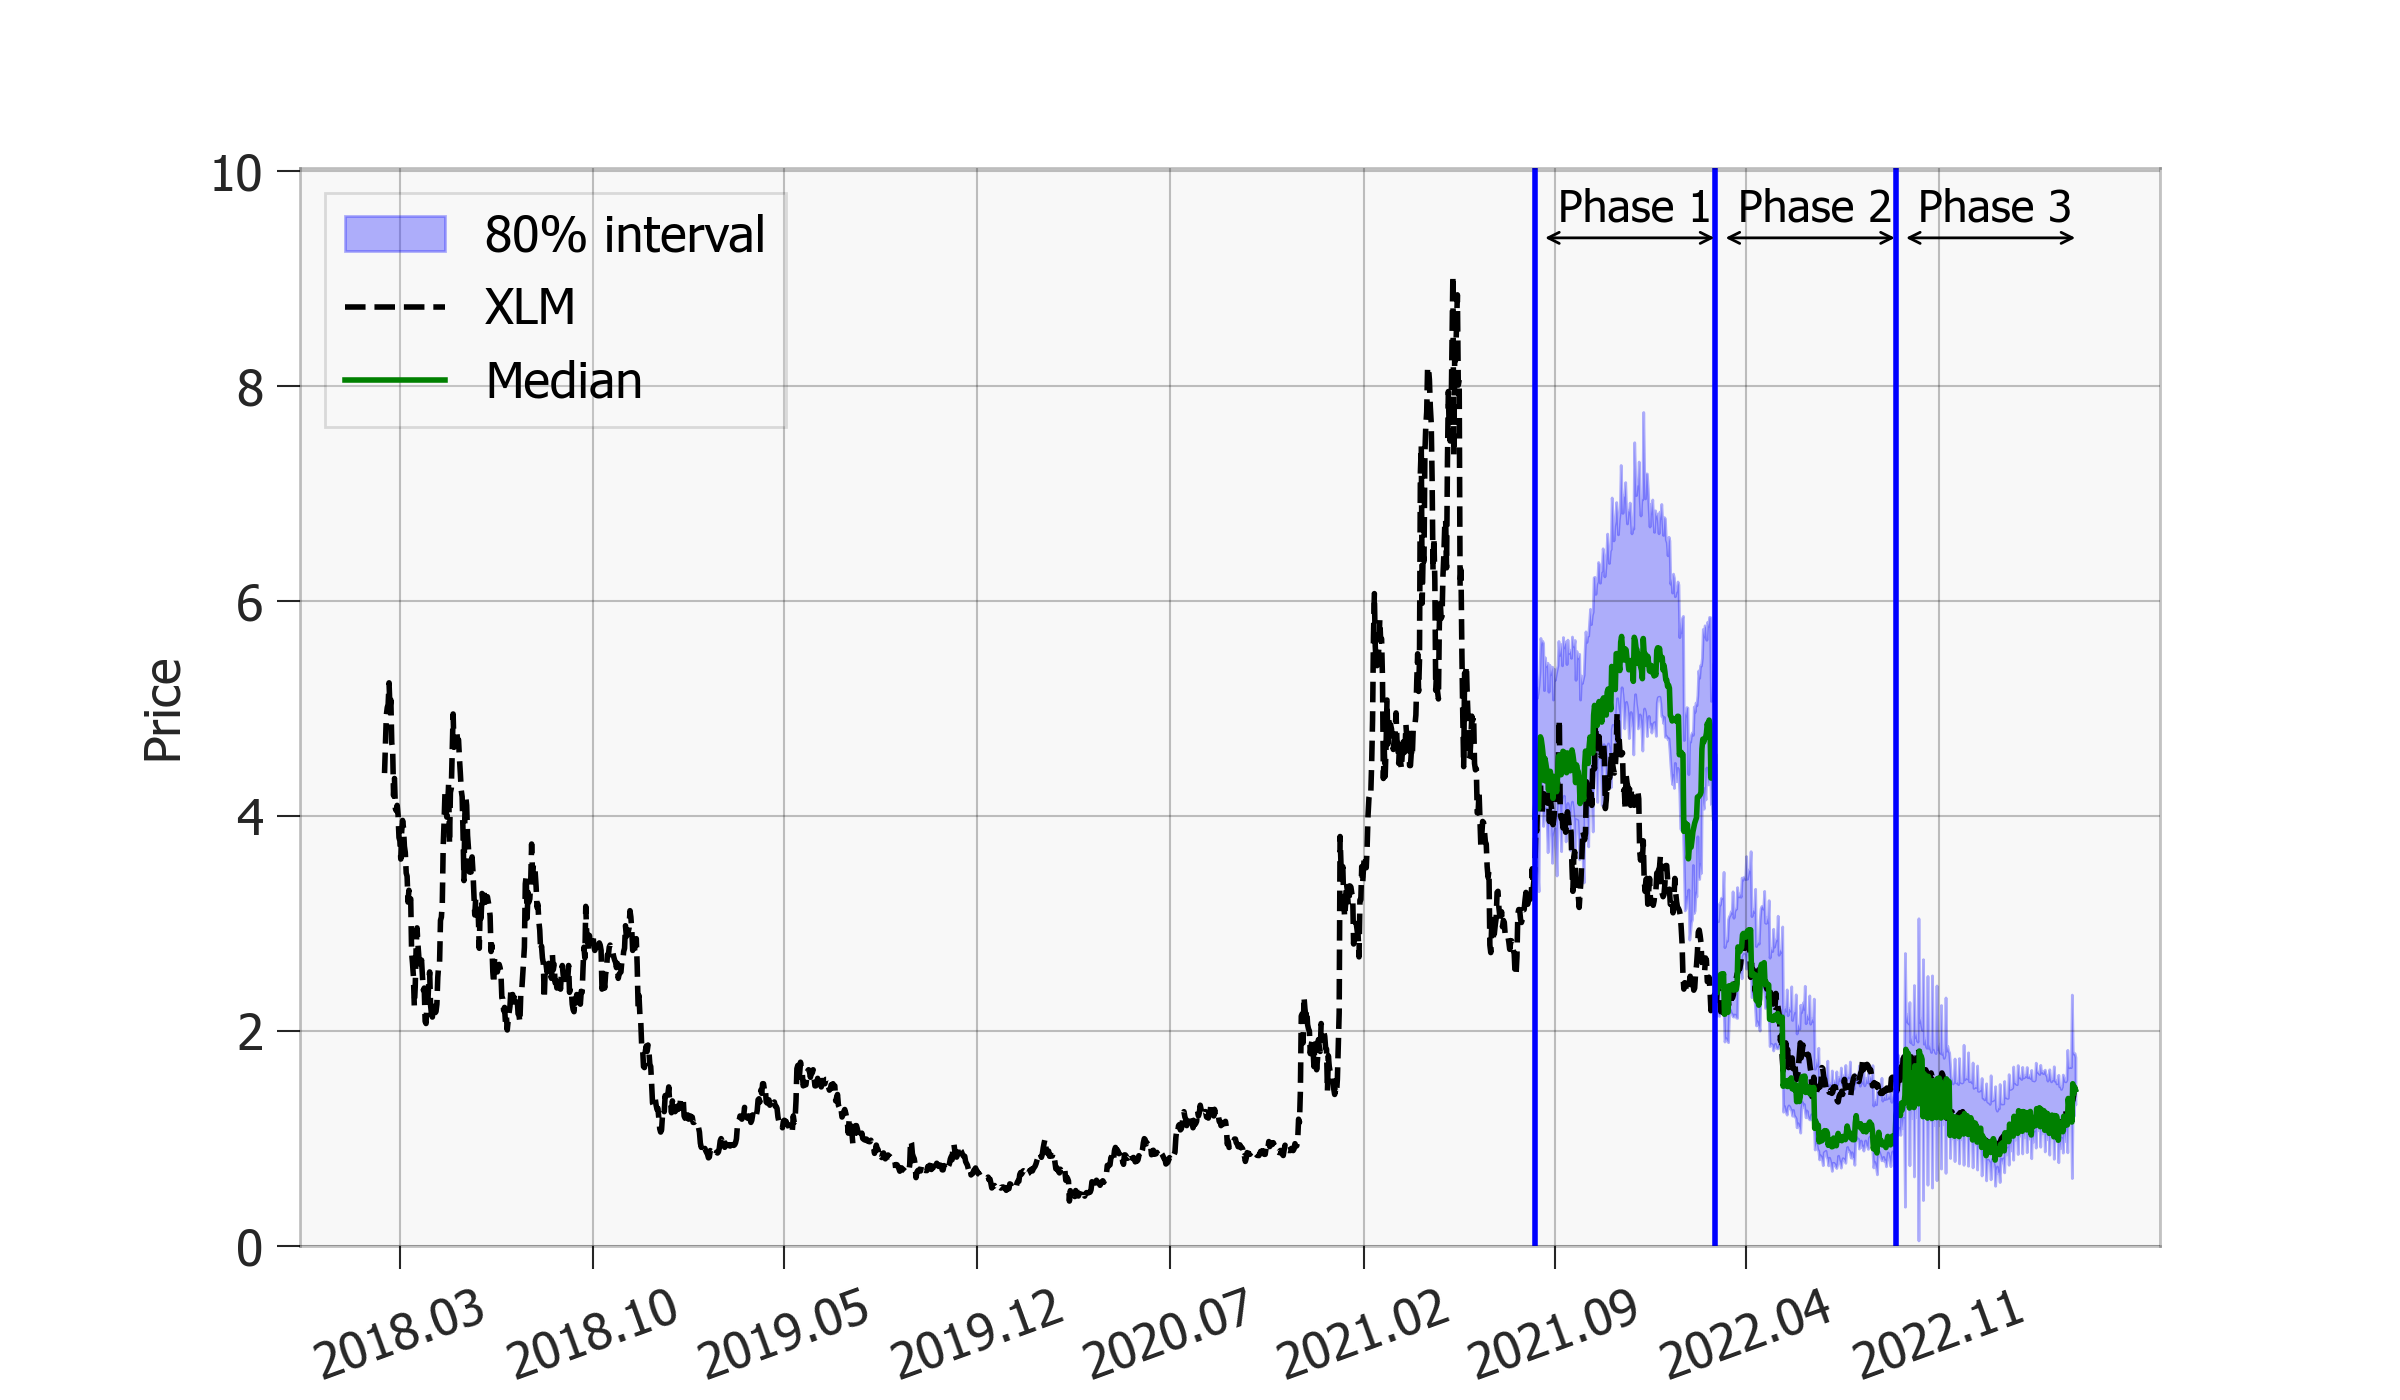 10
8
6
4
2
0
Price
80% interval
XLM
Median
Phase 1
Phase 2
Phase 3
2018.03
2018.10
2019.05
2019.12
2020.07
2021.02
2021.09
2022.04
2022.11